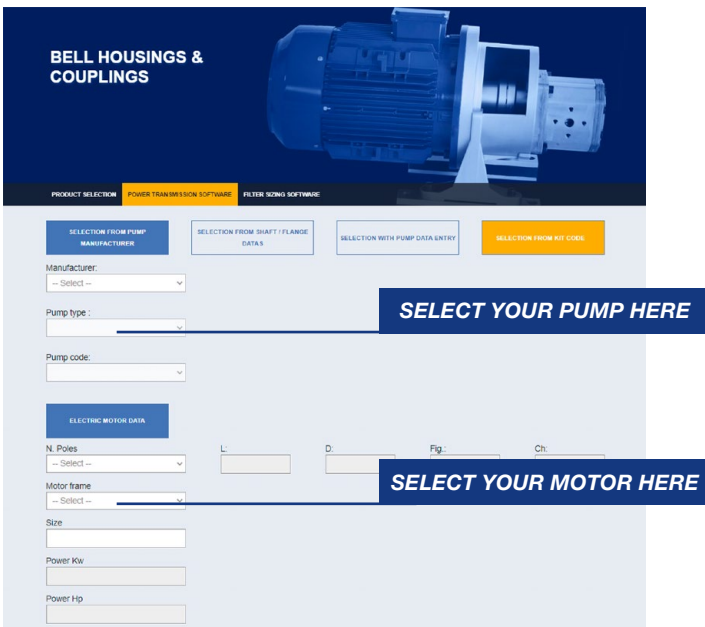 BELL HOUSINGS &
COUPLINGS
PRODUCT SELECTION POWER TRANSMISSION SOFTWARE FILTER SIZING SOFTWARE
SELECTION FROM PUMP
MANUFACTURER
SELECTION FROM SHAFT / FLANGE
DATAS
SELECTION WITH PUMP DATA ENTRY
SELECTION FROM KIT CODE
Manufacturer:
-- Select --
SELECT YOUR PUMP HERE
Pump type :
Pump code:
ELECTRIC MOTOR DATA
N. Poles L: D: Fig.: Ch:
-- Select --
SELECT YOUR MOTOR HERE
Motor frame
-- Select --
Size
Power Kw
Power Hp